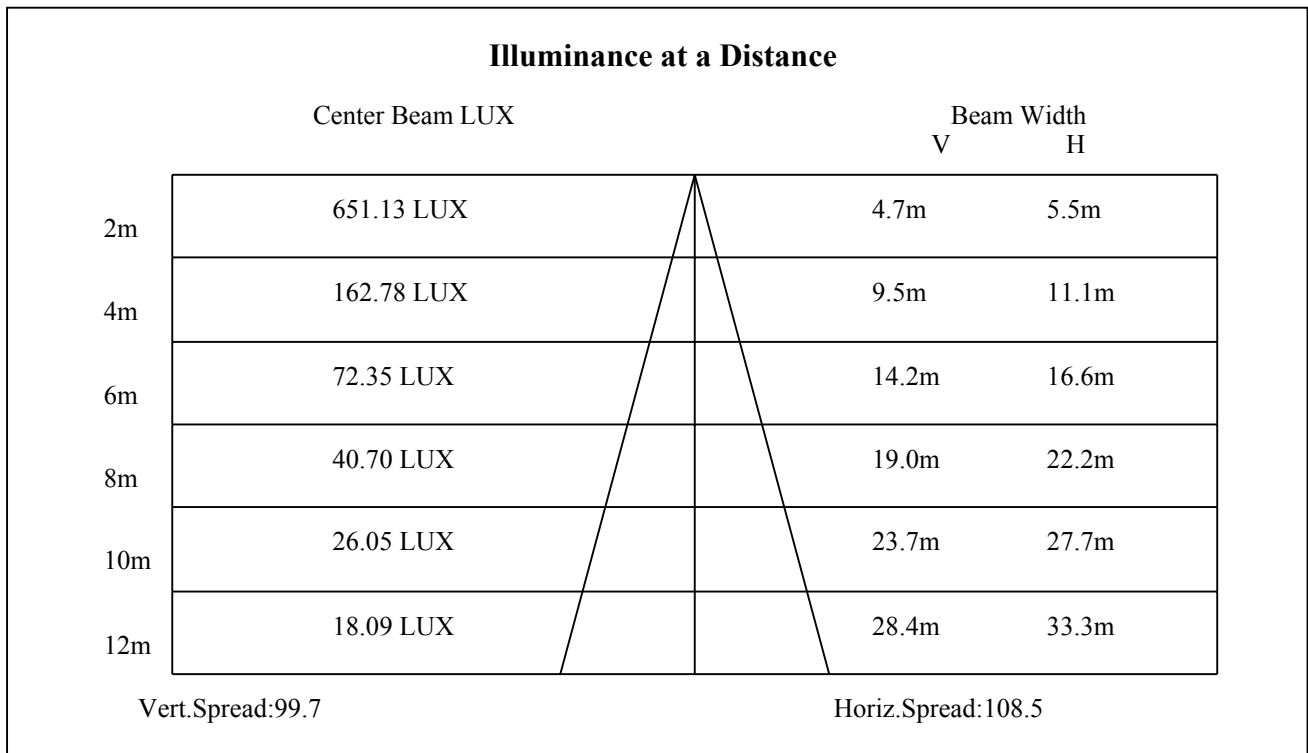 Illuminance at a Distance
Center Beam LUX Beam Width
V H
2m 651.13 LUX 4.7m 5.5m
4m 162.78 LUX 9.5m 11.1m
6m 72.35 LUX 14.2m 16.6m
8m 40.70 LUX 19.0m 22.2m
10m 26.05 LUX 23.7m 27.7m
12m 18.09 LUX 28.4m 33.3m
Vert.Spread:99.7 Horiz.Spread:108.5